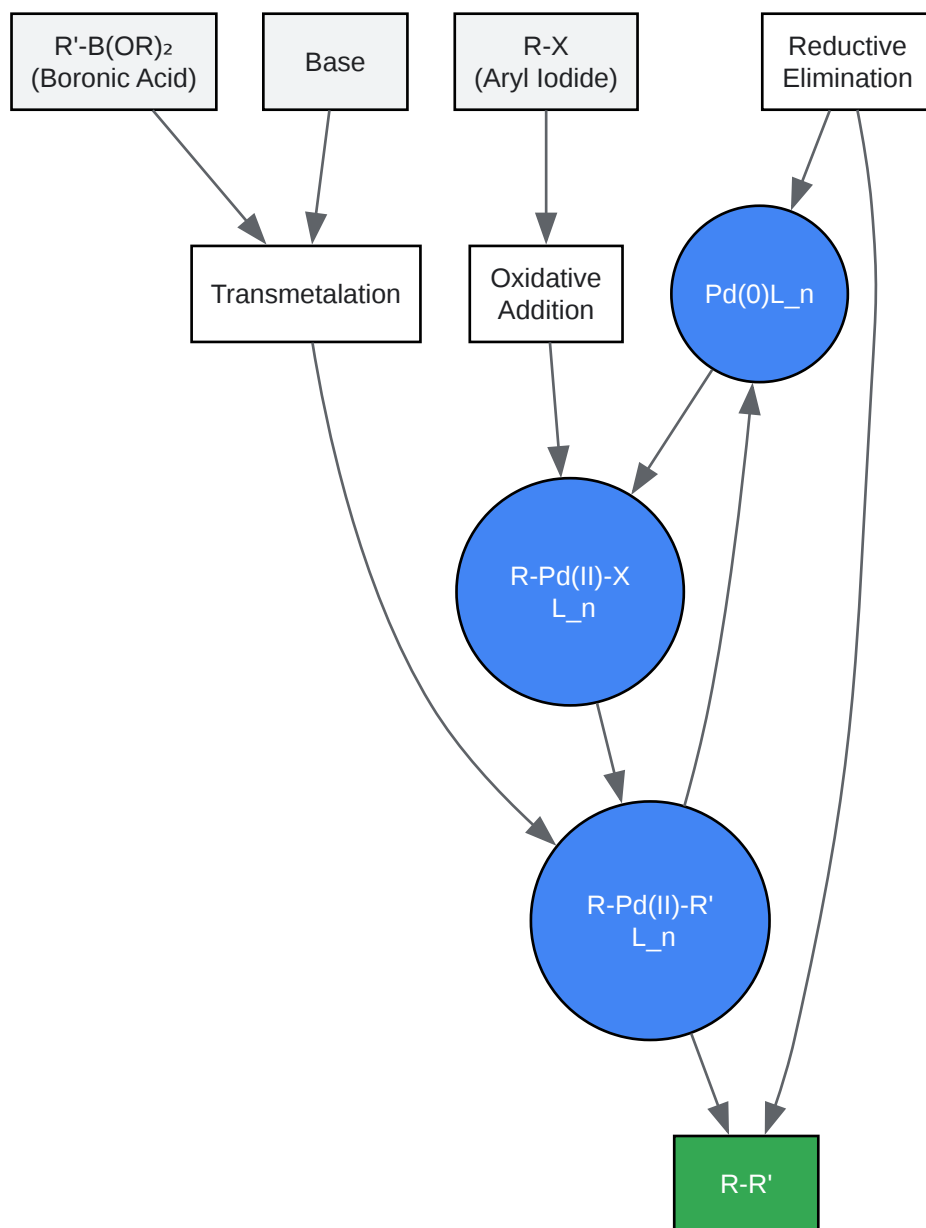 R'-B(OR)₂
(Boronic Acid)
Base
R-X
(Aryl Iodide)
Reductive
Elimination
Transmetalation
Oxidative
Addition
Pd(0)L_n
R-Pd(II)-X
L_n
R-Pd(II)-R'
L_n
R-R'